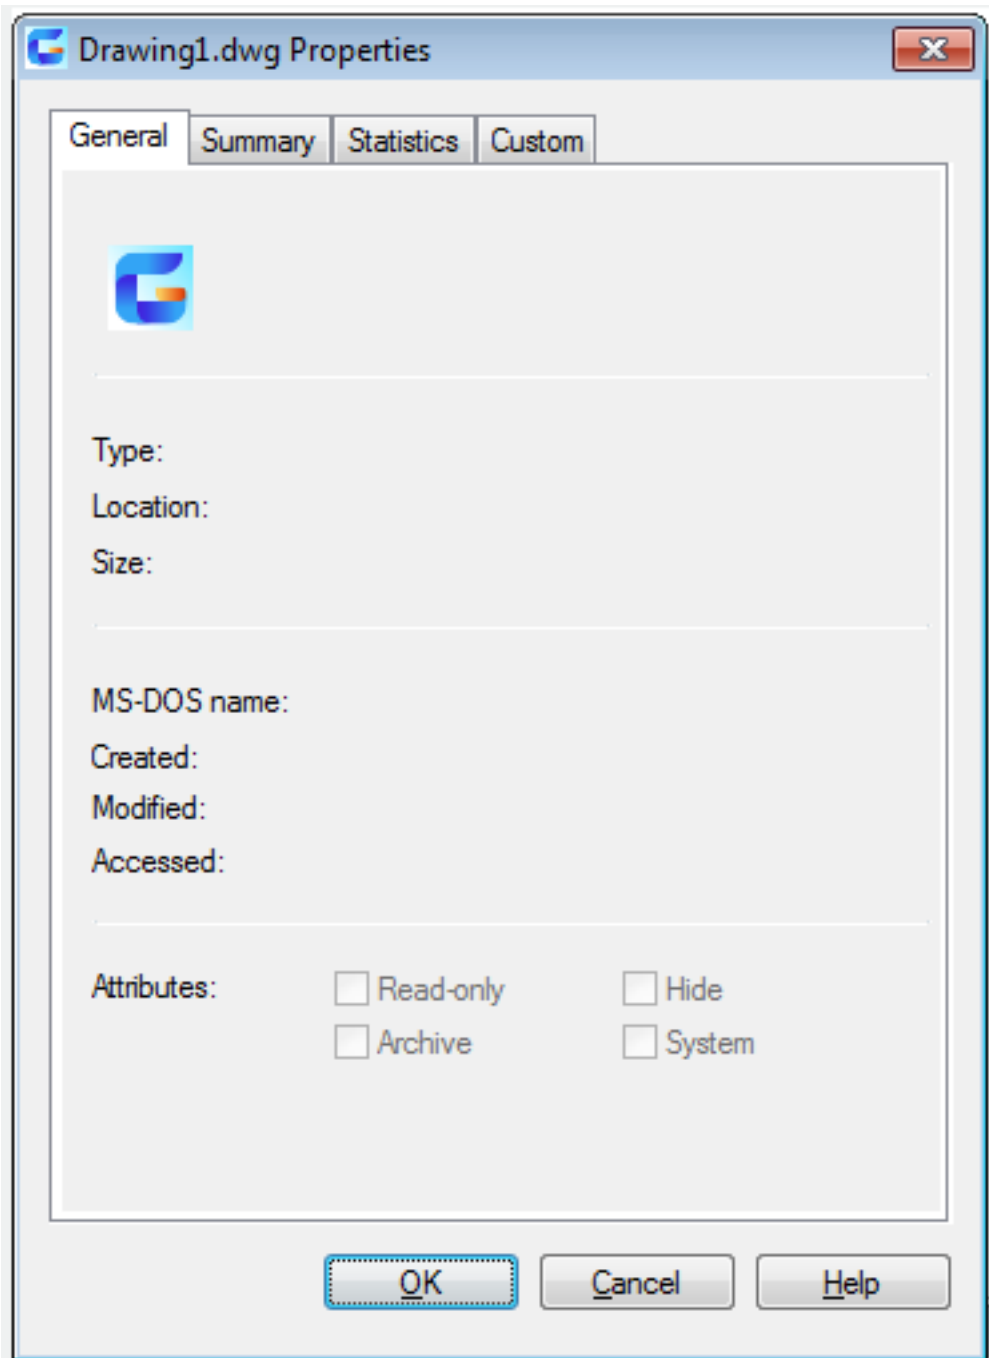 Drawing1.dwg Properties
General Summary Statistics Custom
Type:
Location:
Size:
MS-DOS name:
Created:
Modified:
Accessed:
Attributes: Read-only Hide
Archive System
OK Cancel Help